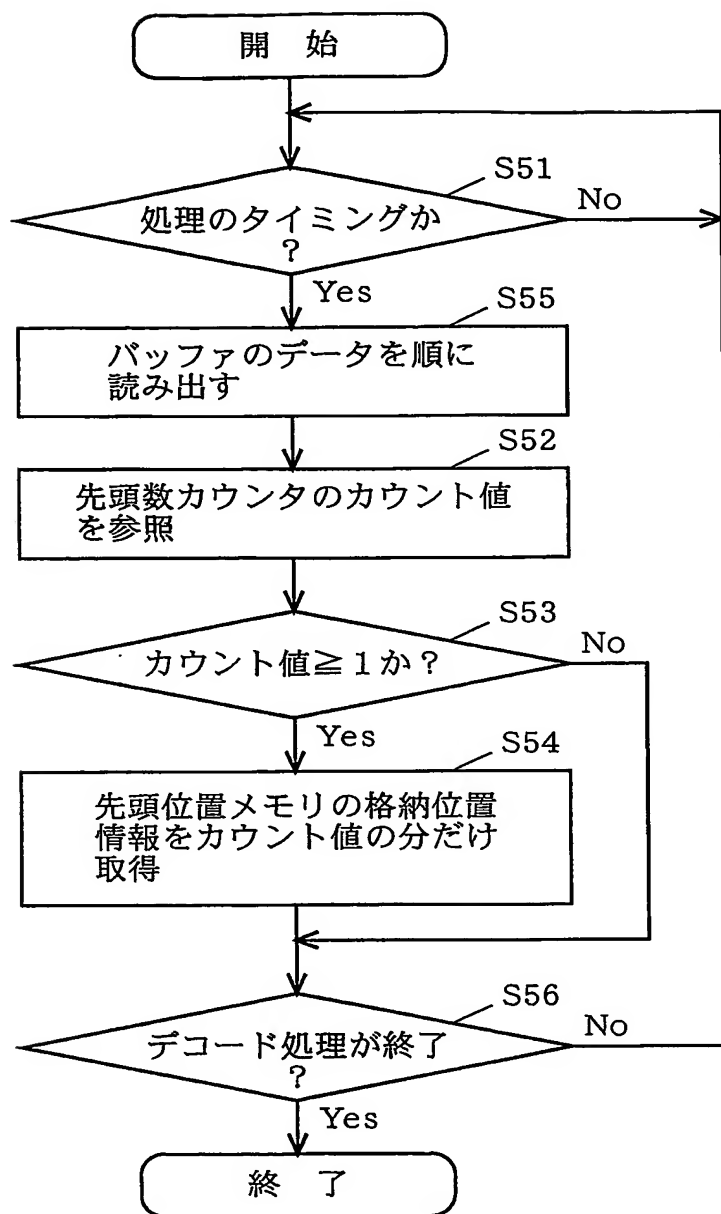 開 始
S51
処理のタイミングか
?
No
Yes
S55
バッファのデータを順に
読み出す
S52
先頭数カウンタのカウント値
を参照
S53
カウント値≧1か?
No
Yes
S54
先頭位置メモリの格納位置
情報をカウント値の分だけ
取得
S56
デコード処理が終了
?
No
Yes
終 了